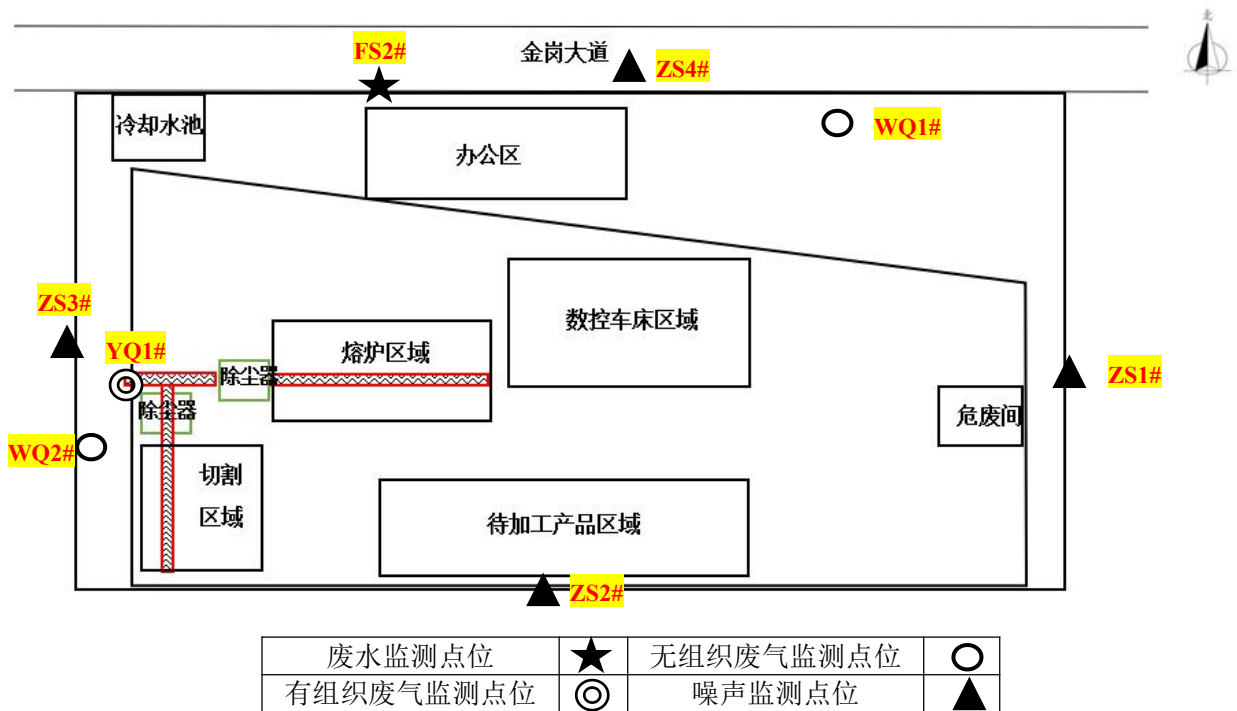 北
金岗大道
FS2#
ZS4#
冷却水池
办公区
WQ1#
ZS3#
数控车床区域
YQ1#
熔炉区域
除尘器
ZS1#
除尘器
危废间
WQ2#
切割
区域
待加工产品区域
ZS2#
废水监测点位 无组织废气监测点位
有组织废气监测点位 噪声监测点位